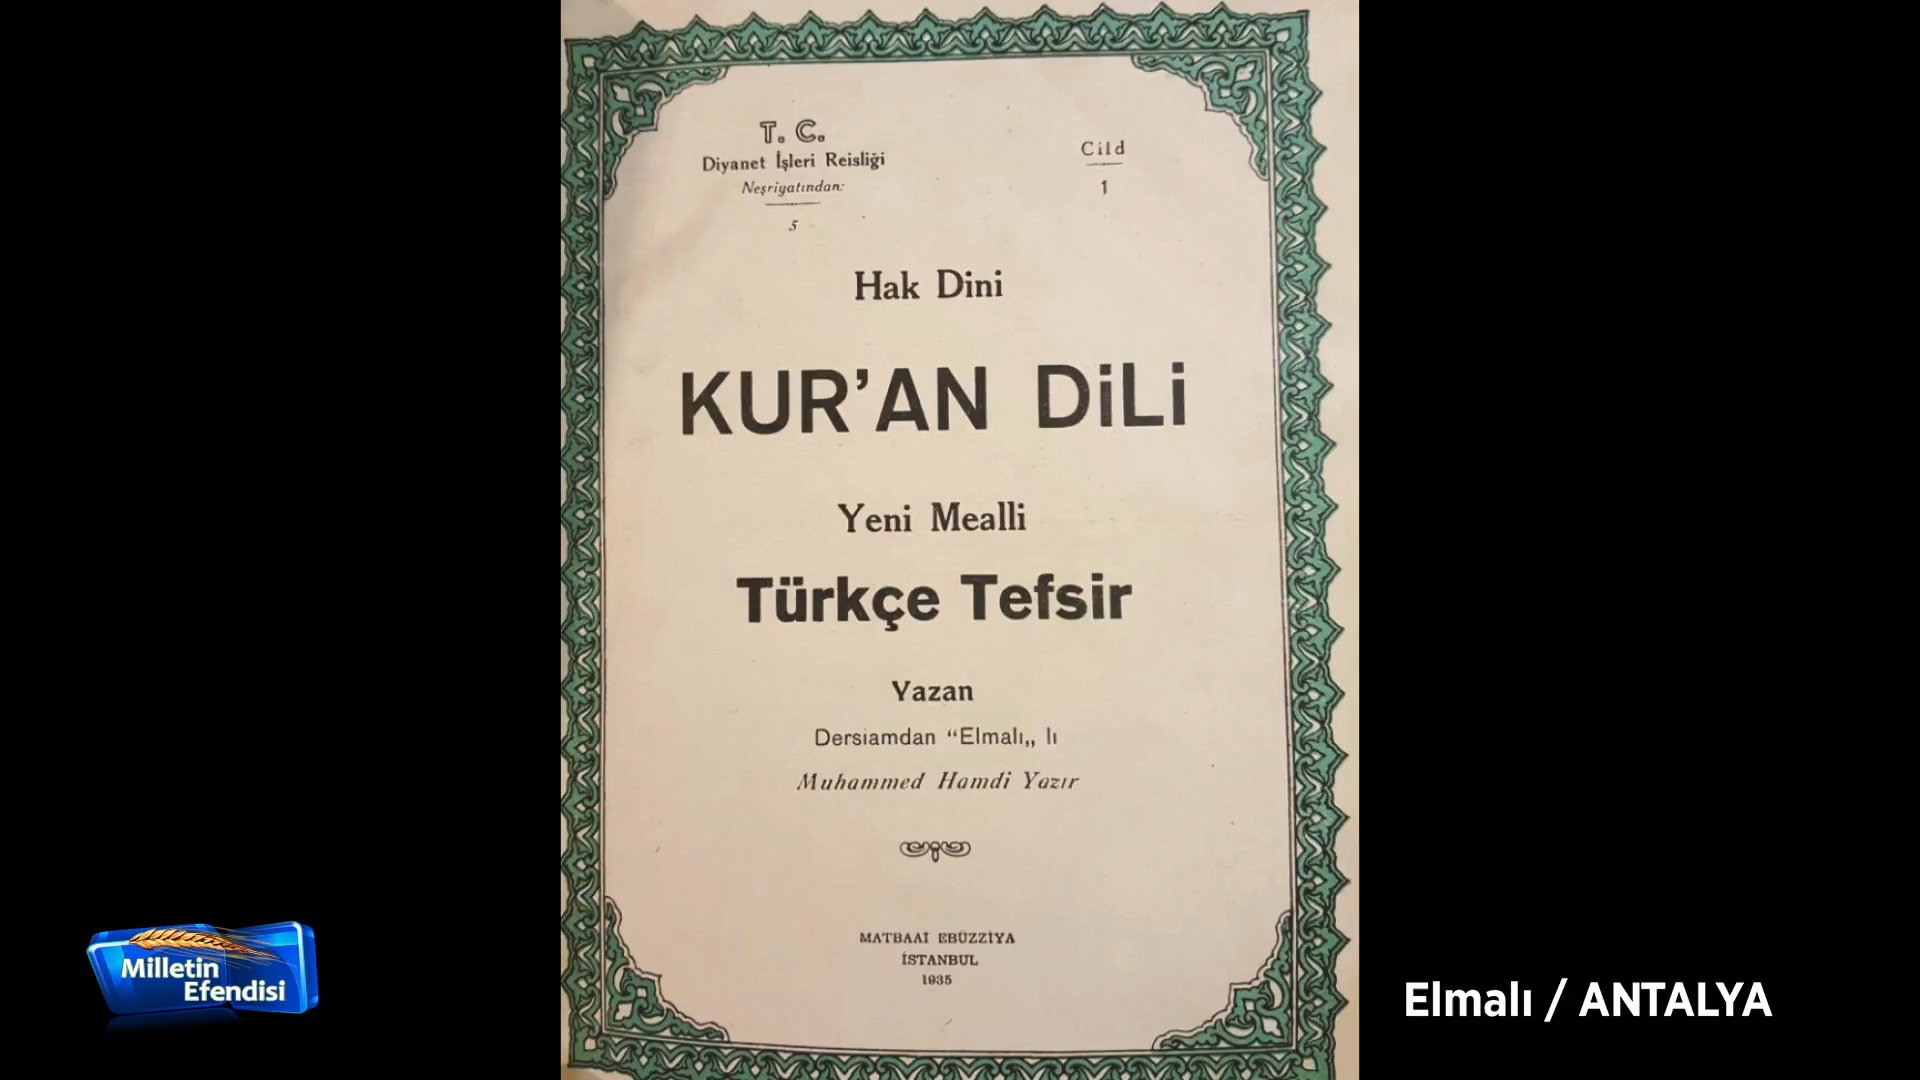 T. C.
Diyanet İşleri Reisliği
Neşriyatından:
5
Cild
1
Hak Dini
KUR’AN DiLi
Yeni Mealli
Türkçe Tefsir
Yazan
Dersiamdan “Elmalı„ lı
Muhammed Hamdi Yazır
MATBAAİ EBÜZZİYA
İSTANBUL
1935
Milletin
Efendisi
Elmalı / ANTALYA